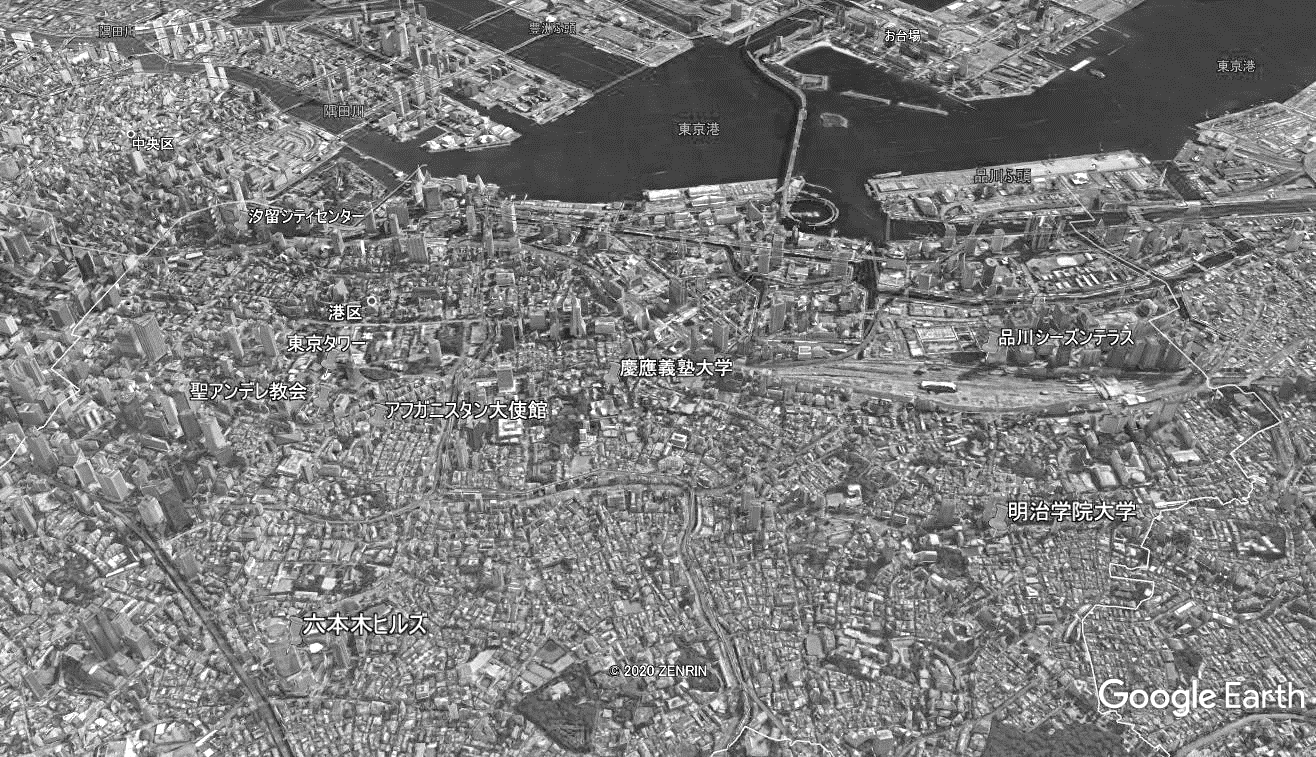 隅田川
豊洲ふ頭
お台場
東京港
隅田川
東京港
中央区
品川ふ頭
汐留シティセンター
港区
東京タワー
品川シーズンテラス
慶應義塾大学
聖アンデレ教会
アフガニスタン大使館
明治学院大学
六本木ヒルズ
© 2020 ZENRIN
Google Earth